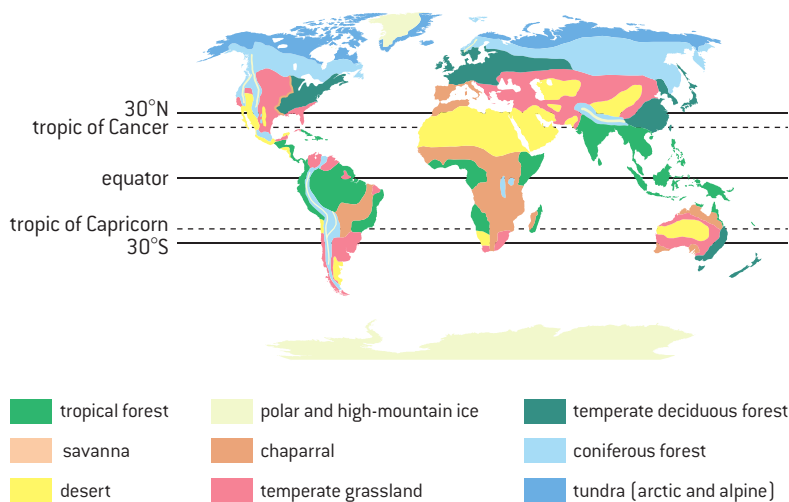 30°N
tropic of Cancer
equator
tropic of Capricorn
30°S
tropical forest
polar and high-mountain ice
temperate deciduous forest
savanna
chaparral
coniferous forest
desert
temperate grassland
tundra (arctic and alpine)